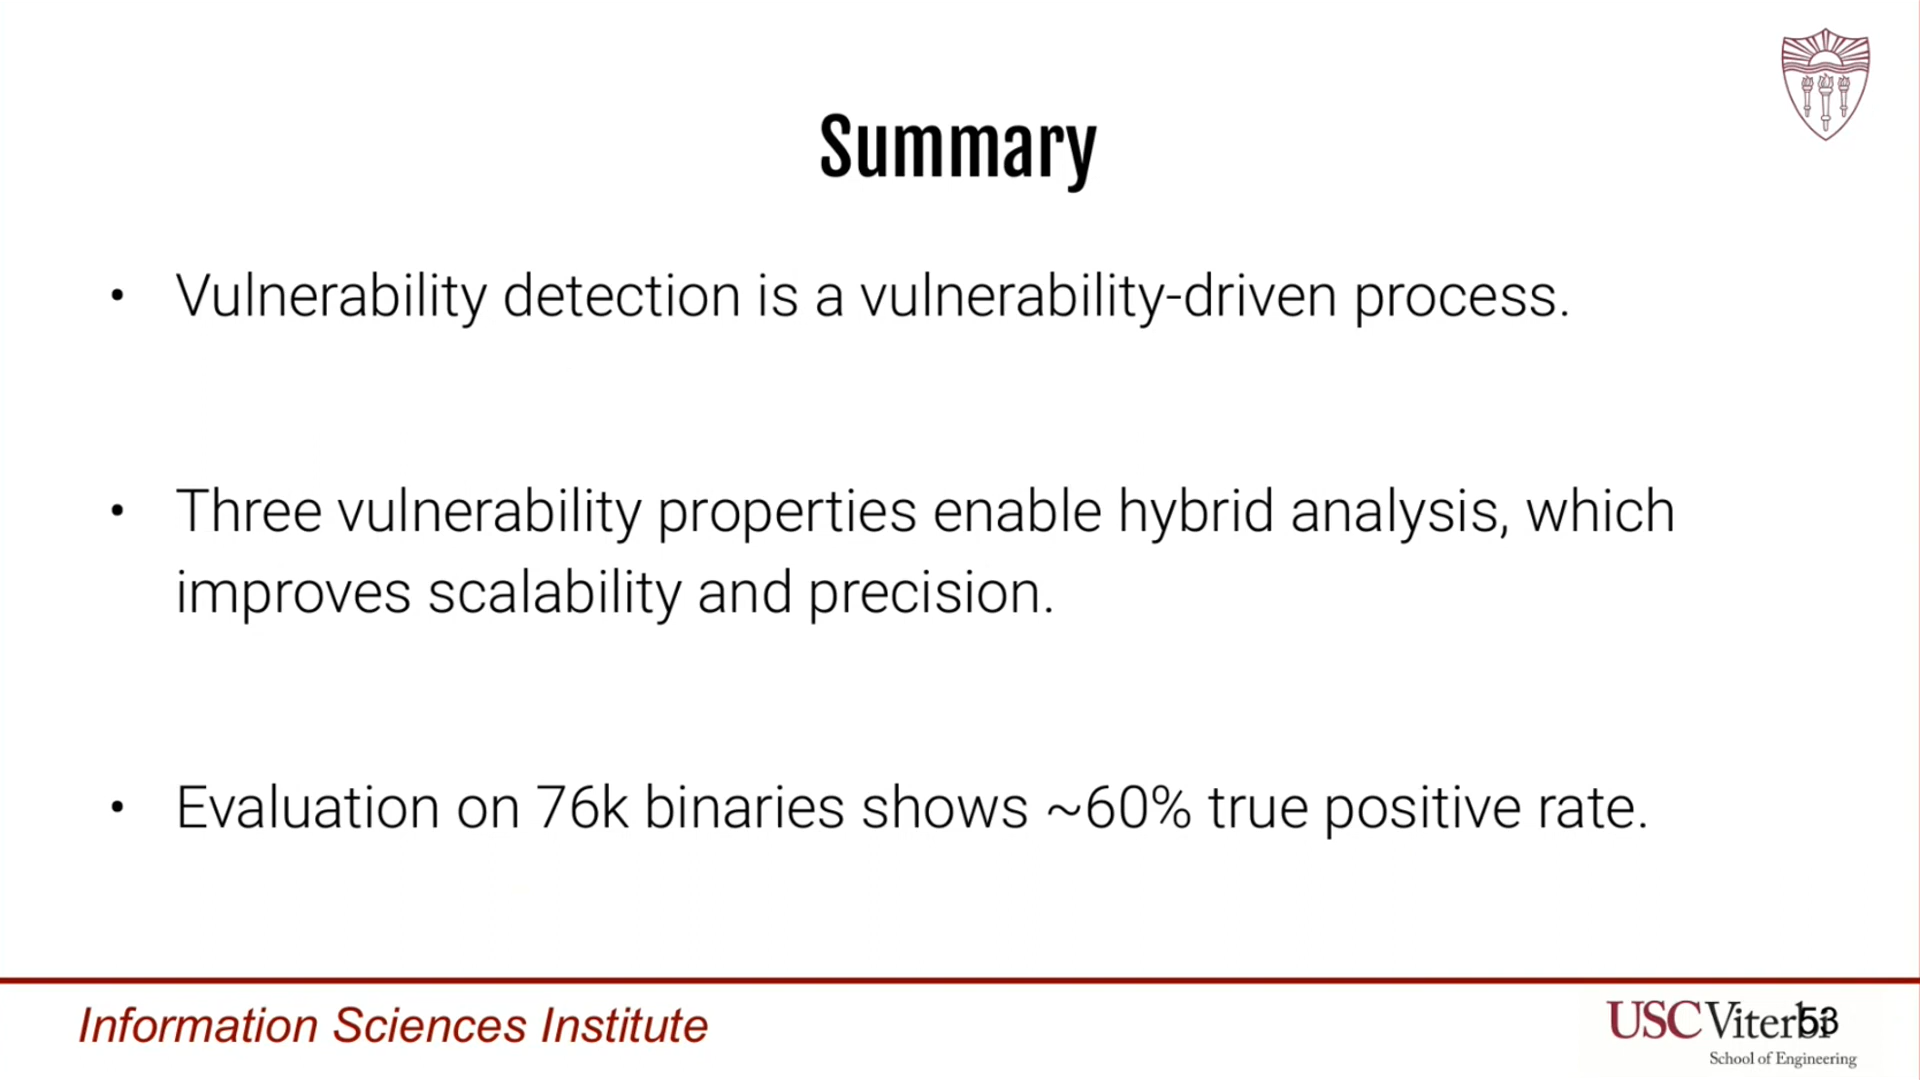 Summary
• Vulnerability detection is a vulnerability-driven process.
• Three vulnerability properties enable hybrid analysis, which
improves scalability and precision.
• Evaluation on 76k binaries shows ~60% true positive rate.
Information Sciences Institute
USC Viterbi
53
School of Engineering